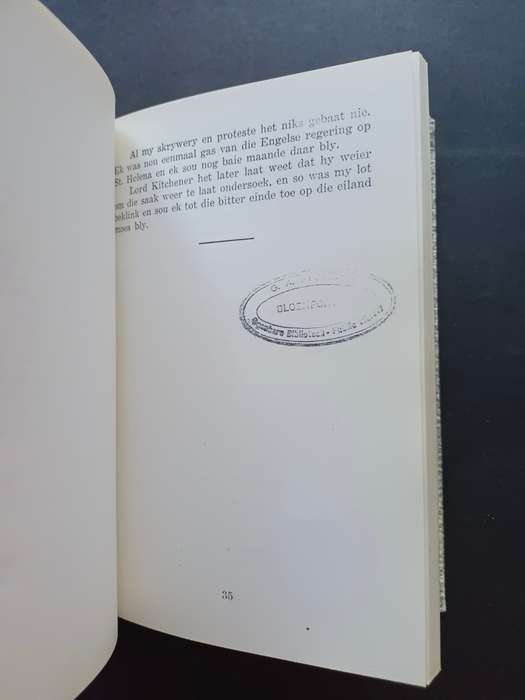 Al my skrywery en proteste het niks gebaat nie.
Ek was nou eenmaal gas van die Engelse regering op
St. Helena en ek sou nog baie maande daar bly.
Lord Kitchener het later laat weet dat hy weier
om die saak weer te laat ondersoek, en so was my lot
beklink en sou ek tot die bitter einde toe op die eiland
moes bly.
Biblioteek
35